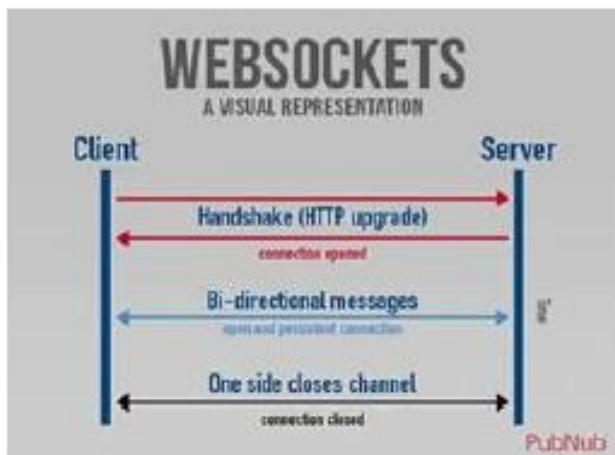 WEBSOCKETS
A VISUAL REPRESENTATION
Client
Server
Handshake (HTTP upgrade)
connection opened
Bi-directional messages
open and persistent connection
Time
One side closes channel
connection closed
PubNub